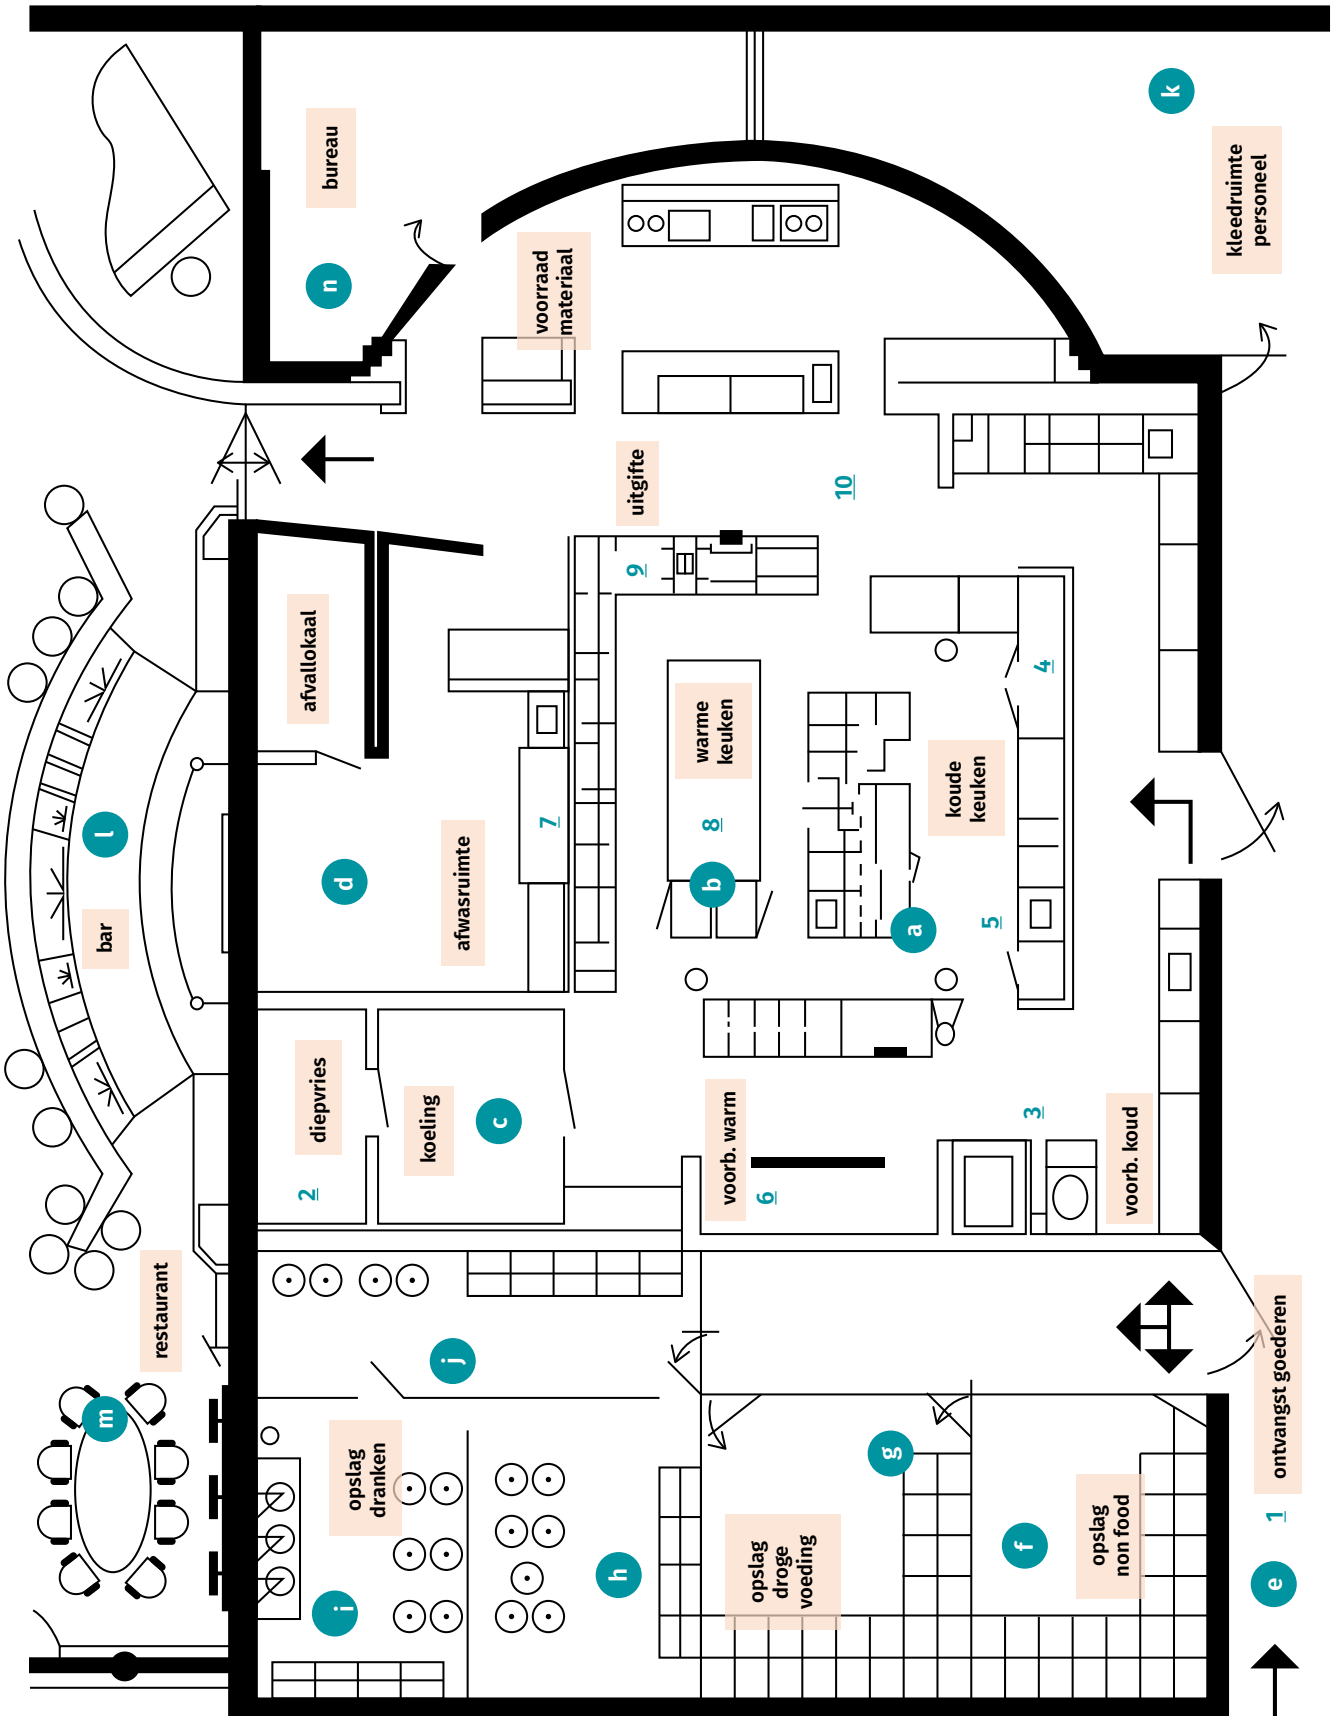 k
kleedruimte
personeel
bureau
n
voorraad
materiaal
uitgifte
10
9
afvallokaal
4
warme
keuken
koude
keuken
7
8
l
bar
d
afwasruimte
b
a
5
diepvries
koeling
c
2
voorb. warm
6
3
voorb. koud
restaurant
j
m
opslag
dranken
i
h
g
opslag
droge
voeding
f
opslag
non food
ontvangst goederen
1
e